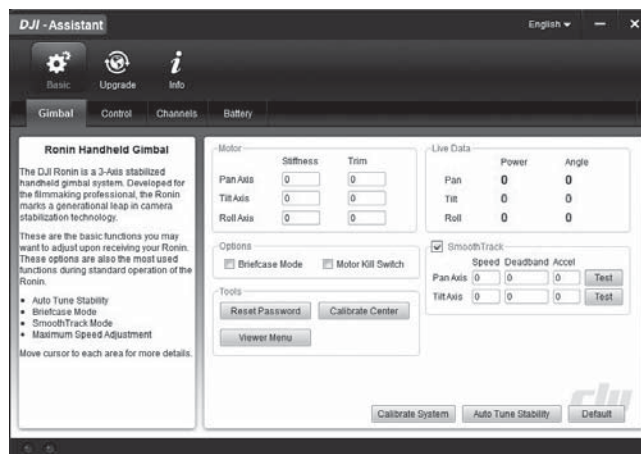 DJI - Assistant
English
Basic
Upgrade
Info
Gimbal
Control
Channels
Battery
Ronin Handheld Gimbal
The DJI Ronin is a 3-Axis stabilized
handheld gimbal system. Developed for
the filmmaking professional, the Ronin
marks a generational leap in camera
stabilization technology.
These are the basic functions you may
want to adjust upon receiving your Ronin.
These options are also the most used
functions during standard operation of the
Ronin.
• Auto Tune Stability
• Briefcase Mode
• SmoothTrack Mode
• Maximum Speed Adjustment
Move cursor to each area for more details.
Motor
Stiffness Trim
Pan Axis 0 0
Tilt Axis 0 0
Roll Axis 0 0
Live Data
Power Angle
Pan 0 0
Tilt 0 0
Roll 0 0
Options
Briefcase Mode Motor Kill Switch
Tools
Reset Password Calibrate Center
Viewer Menu
SmoothTrack
Speed Deadband Accel
Pan Axis 0 0 0 Test
Tilt Axis 0 0 0 Test
dji
Calibrate System Auto Tune Stability Default